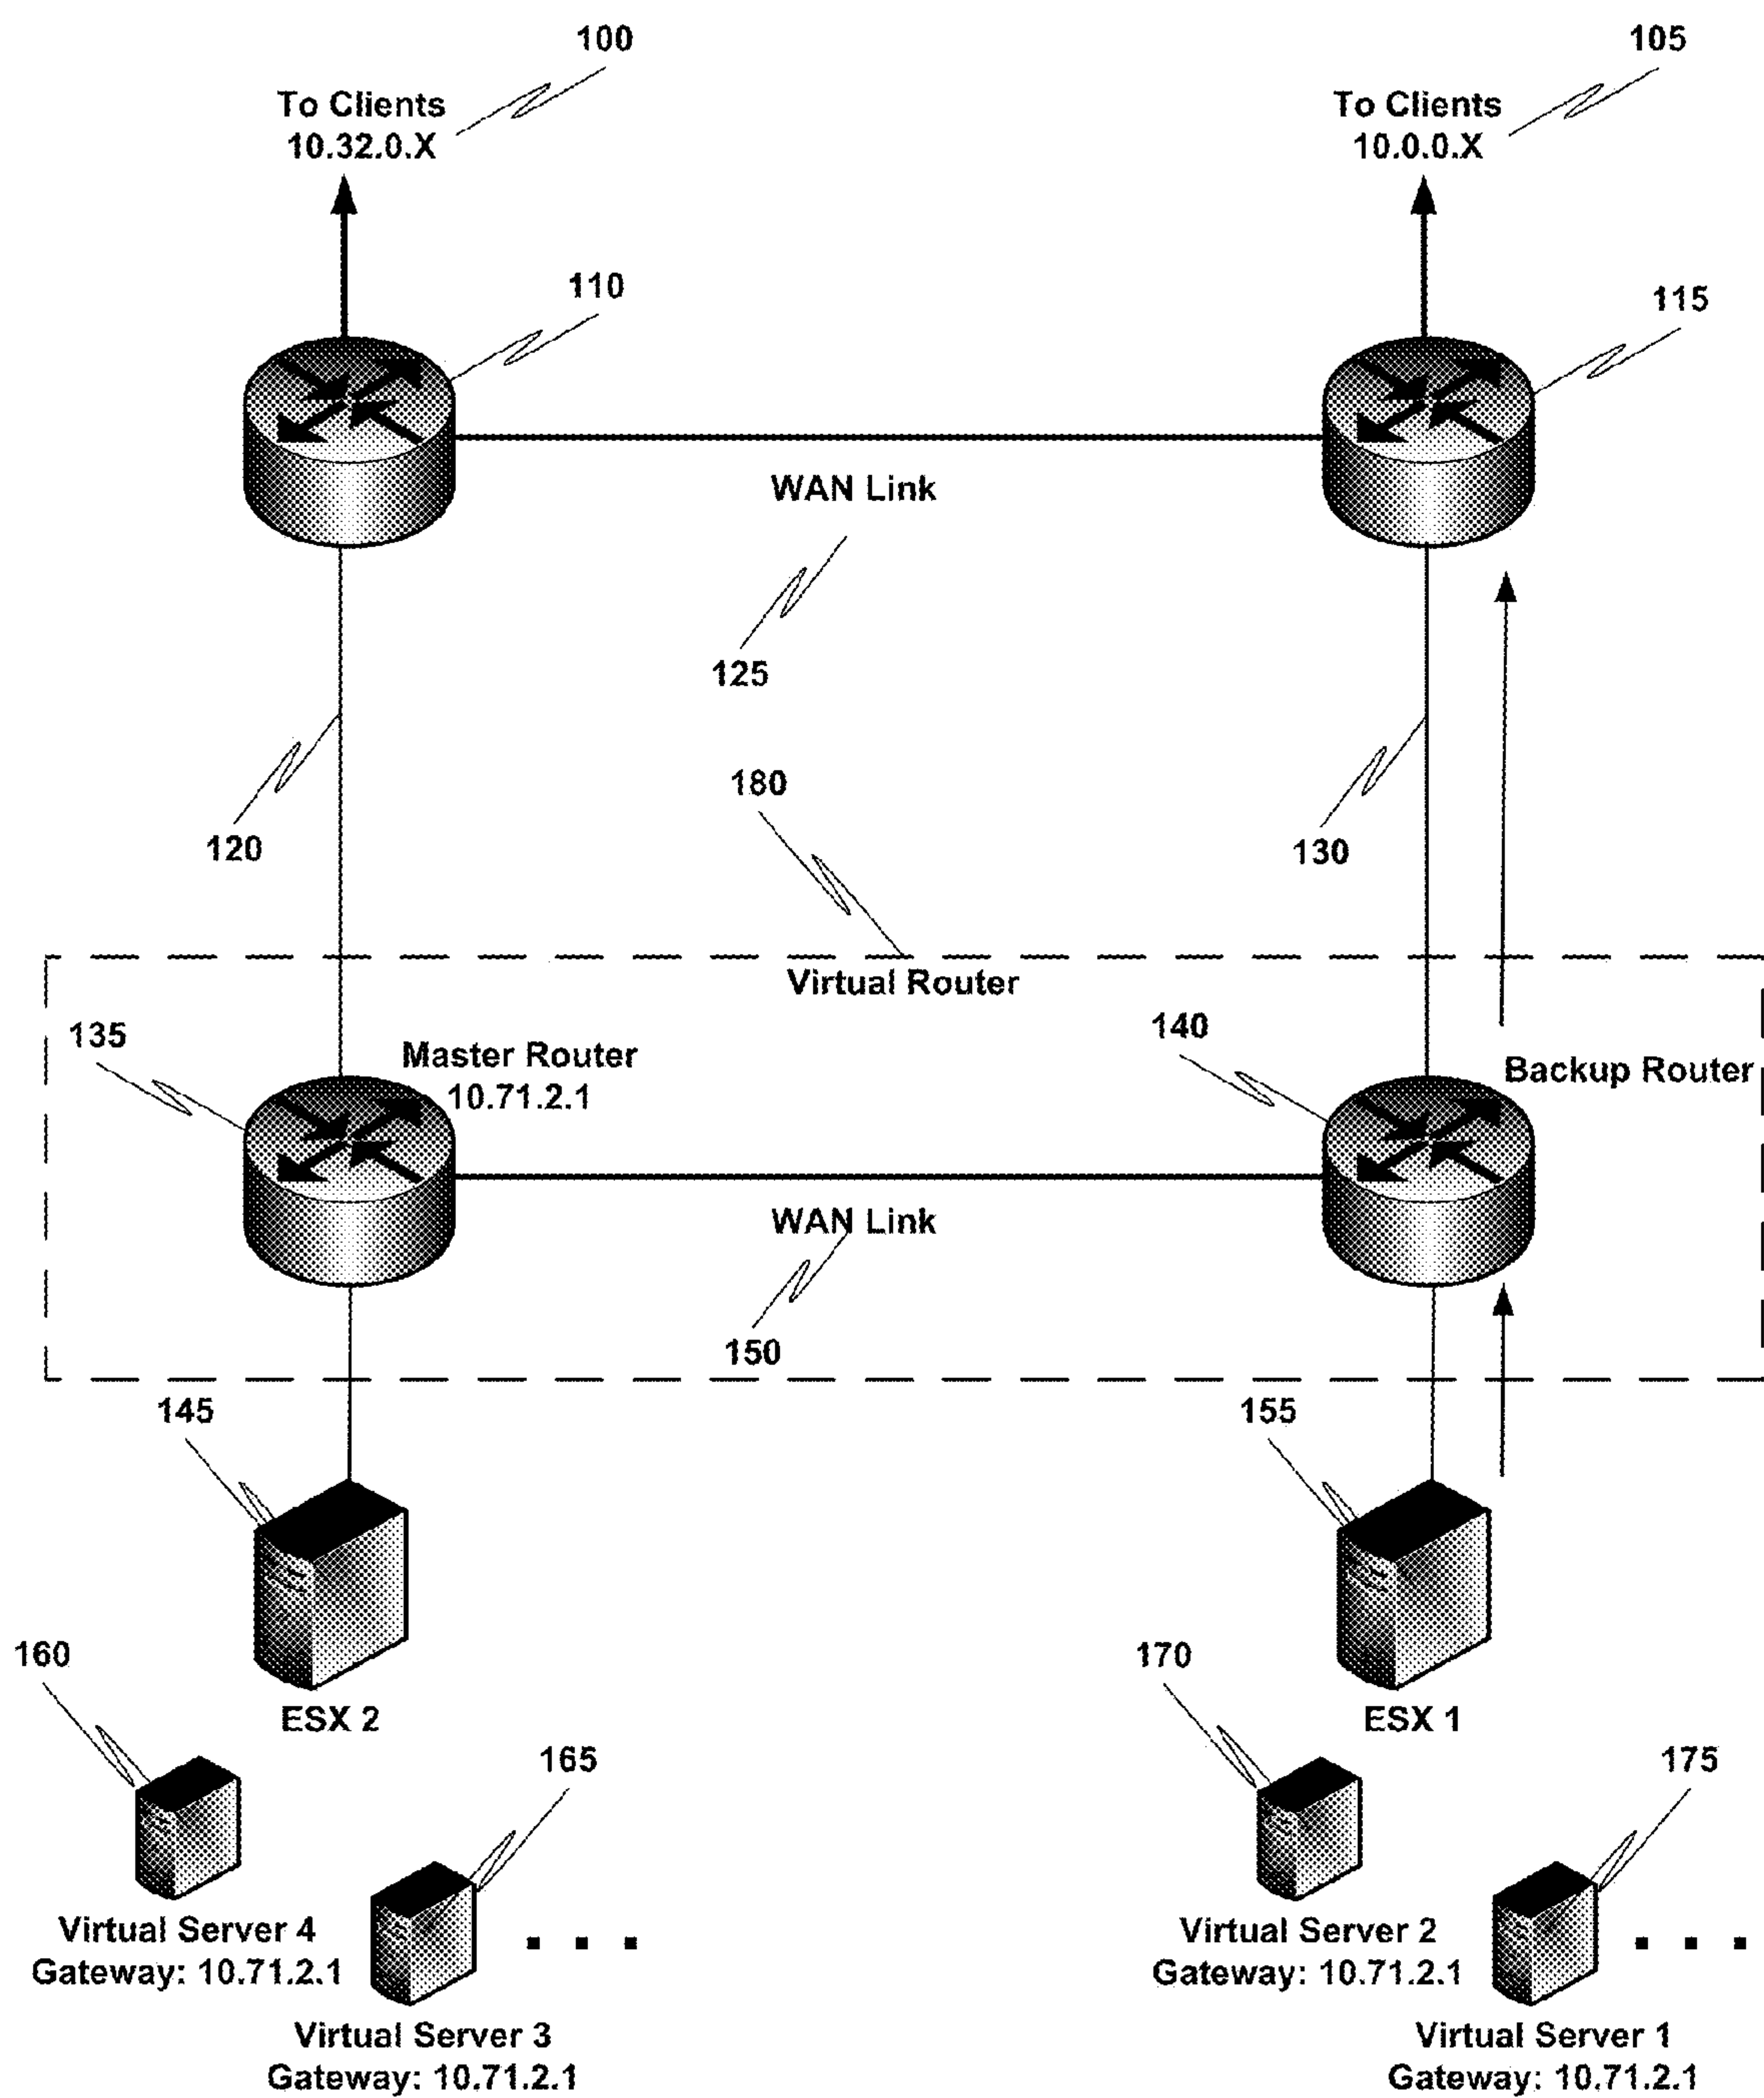 100
105
To Clients
10.32.0.X
To Clients
10.0.0.X
110
115
WAN Link
125
120
180
130
Virtual Router
135
Master Router
10.71.2.1
140
Backup Router
WAN Link
150
145
155
160
ESX 2
170
ESX 1
165
175
Virtual Server 4
Gateway: 10.71.2.1
Virtual Server 2
Gateway: 10.71.2.1
Virtual Server 3
Gateway: 10.71.2.1
Virtual Server 1
Gateway: 10.71.2.1